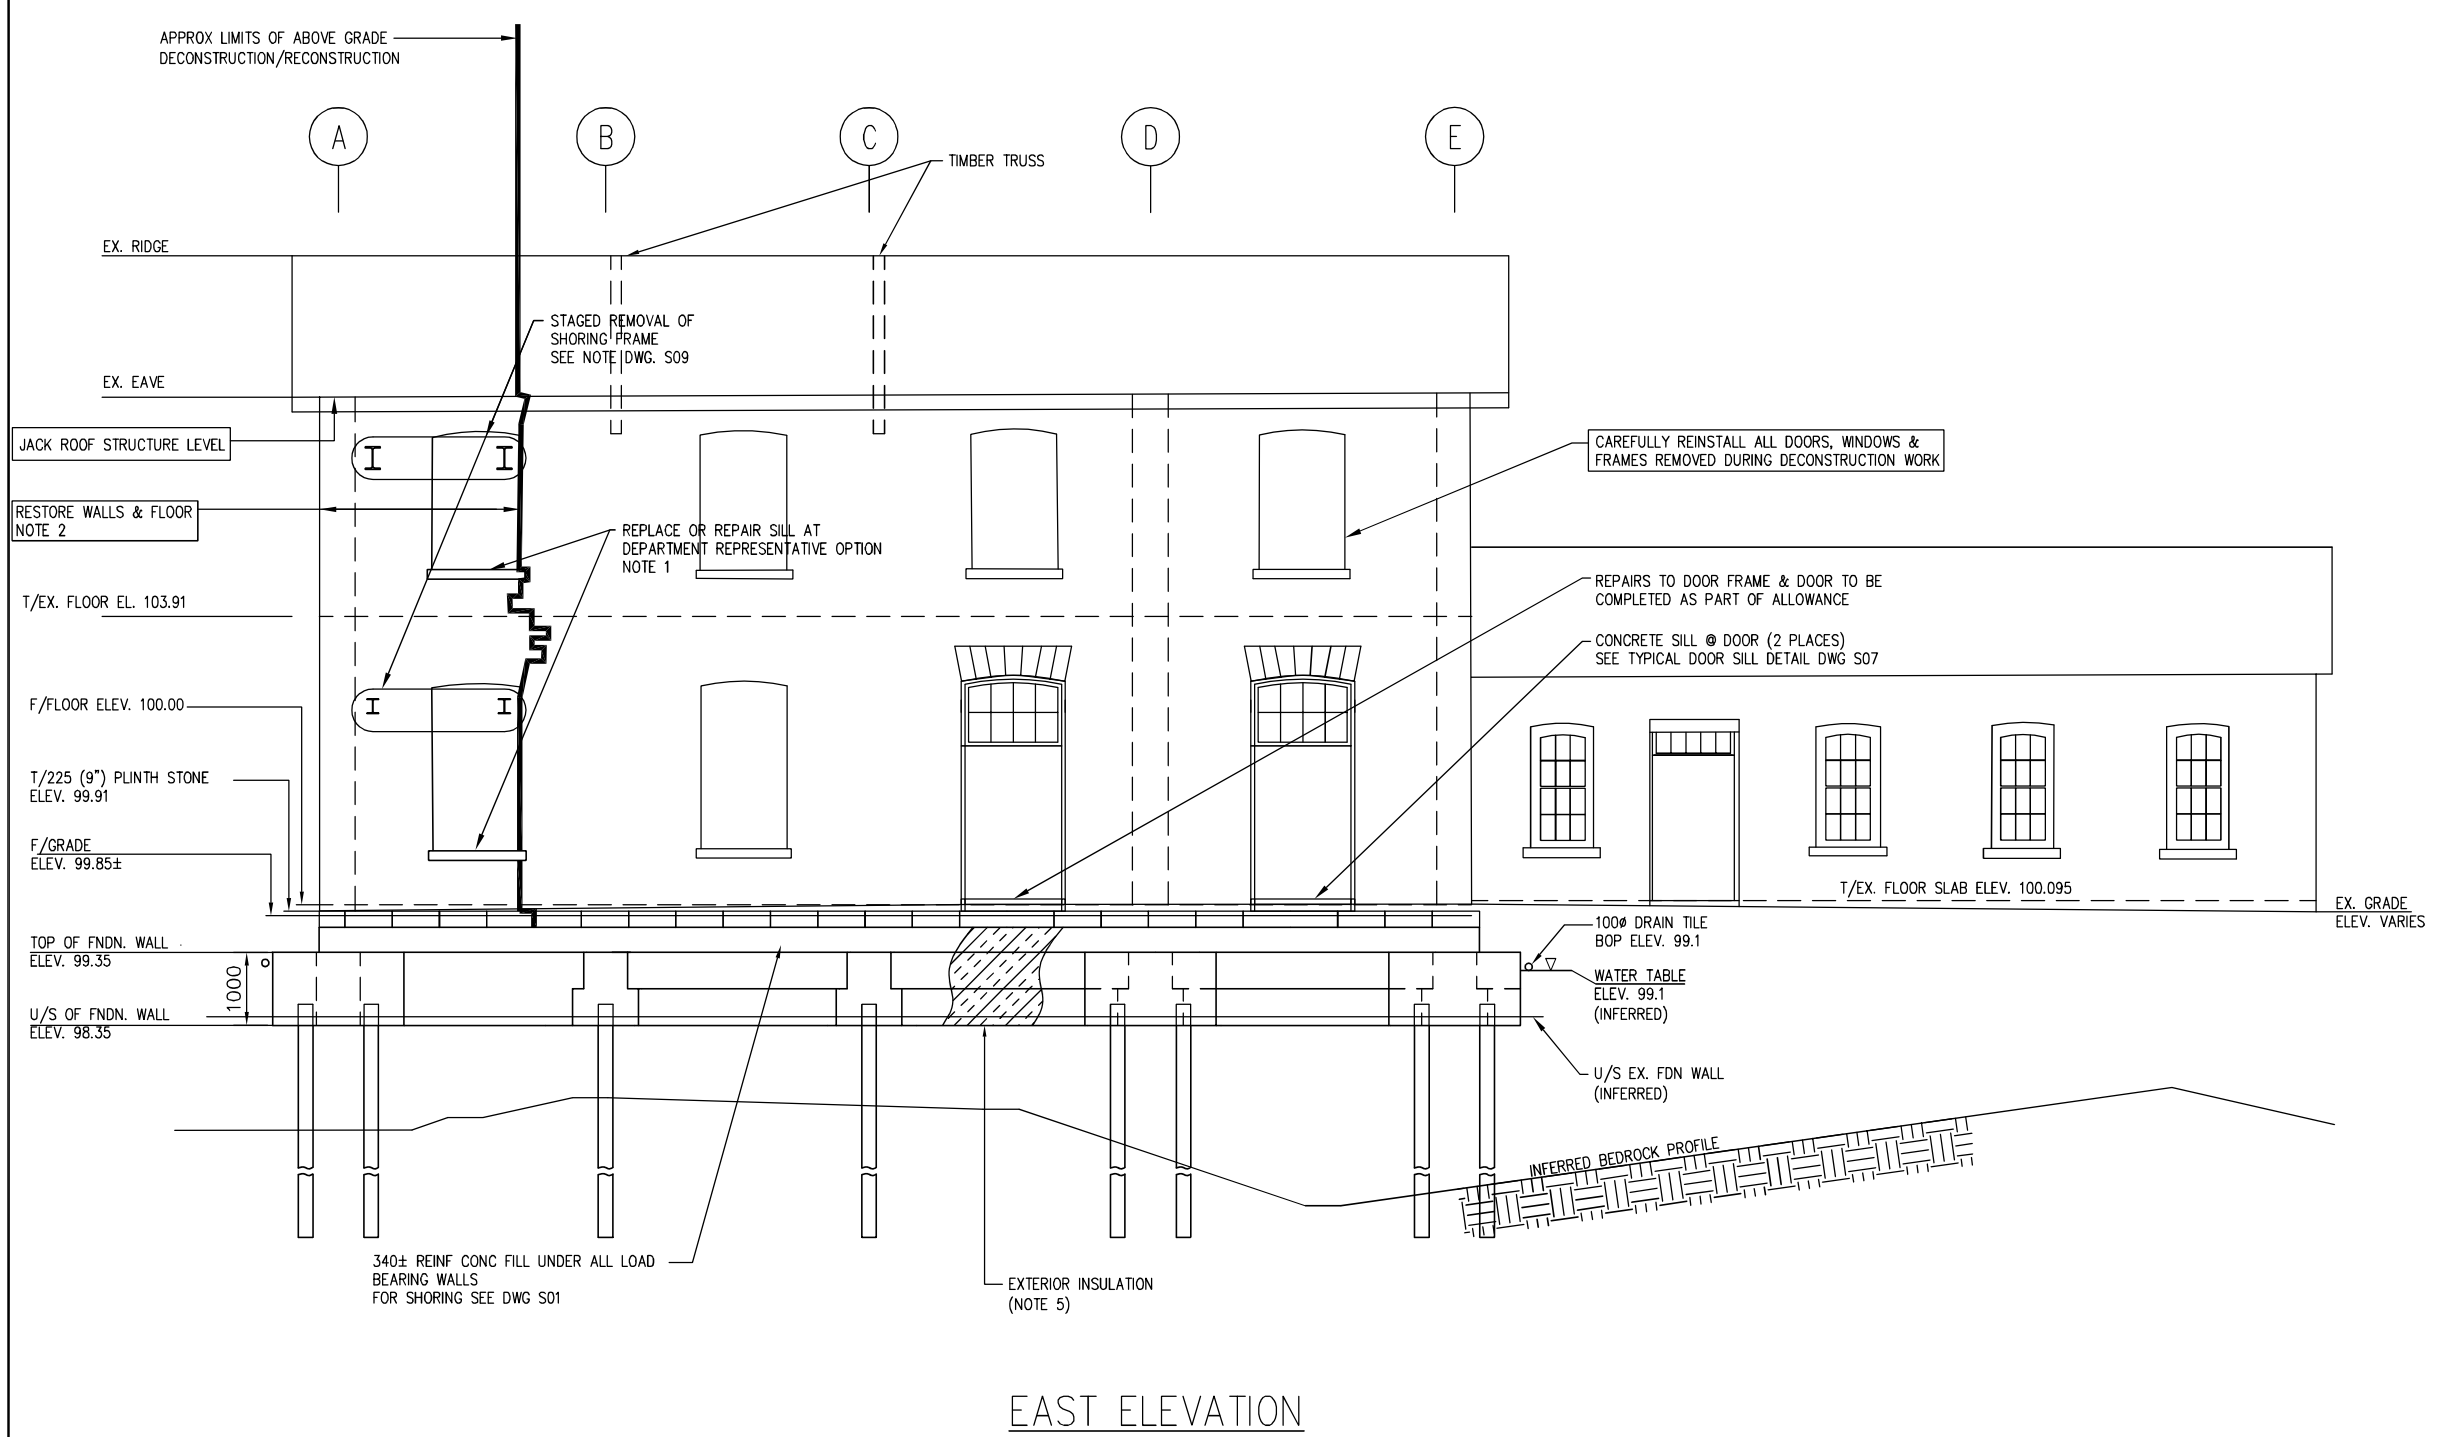 APPROX LIMITS OF ABOVE GRADE
DECONSTRUCTION/RECONSTRUCTION
A
B
C
D
E
TIMBER TRUSS
EX. RIDGE
STAGED REMOVAL OF
SHORING FRAME
SEE NOTE DWG. S09
EX. EAVE
JACK ROOF STRUCTURE LEVEL
CAREFULLY REINSTALL ALL DOORS, WINDOWS &
FRAMES REMOVED DURING DECONSTRUCTION WORK
RESTORE WALLS & FLOOR
NOTE 2
REPLACE OR REPAIR SILL AT
DEPARTMENT REPRESENTATIVE OPTION
NOTE 1
T/EX. FLOOR EL. 103.91
REPAIRS TO DOOR FRAME & DOOR TO BE
COMPLETED AS PART OF ALLOWANCE
CONCRETE SILL @ DOOR (2 PLACES)
SEE TYPICAL DOOR SILL DETAIL DWG S07
F/FLOOR ELEV. 100.00
T/225 (9") PLINTH STONE
ELEV. 99.91
F/GRADE
ELEV. 99.85±
T/EX. FLOOR SLAB ELEV. 100.095
EX. GRADE
ELEV. VARIES
100ø DRAIN TILE
BOP ELEV. 99.1
TOP OF FNDN. WALL
ELEV. 99.35
1000
WATER TABLE
ELEV. 99.1
(INFERRED)
U/S OF FNDN. WALL
ELEV. 98.35
U/S EX. FDN WALL
(INFERRED)
INFERRED BEDROCK PROFILE
340± REINF CONC FILL UNDER ALL LOAD
BEARING WALLS
FOR SHORING SEE DWG S01
EXTERIOR INSULATION
(NOTE 5)
EAST ELEVATION